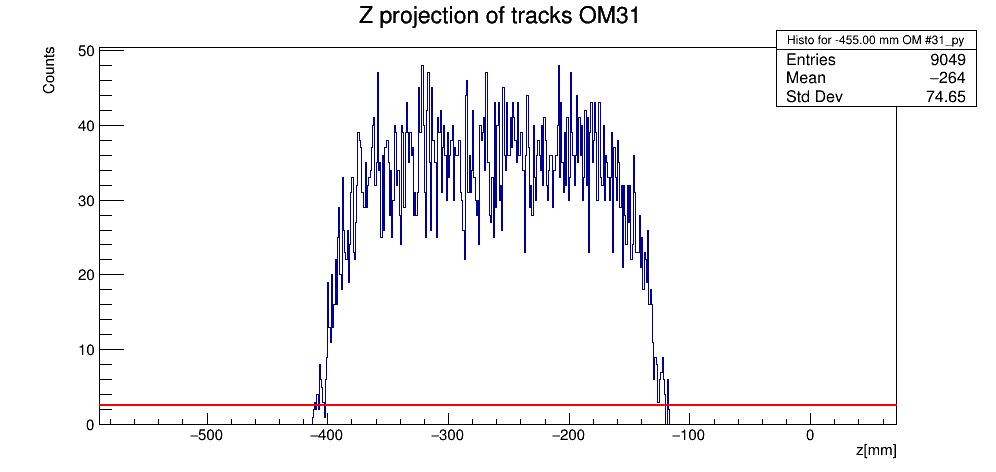 Z projection of tracks OM31
Histo for -455.00 mm OM #31_py
Entries 9049
Mean −264
Std Dev 74.65
Counts
50
40
30
20
10
0
−500 −400 −300 −200 −100 0
z[mm]